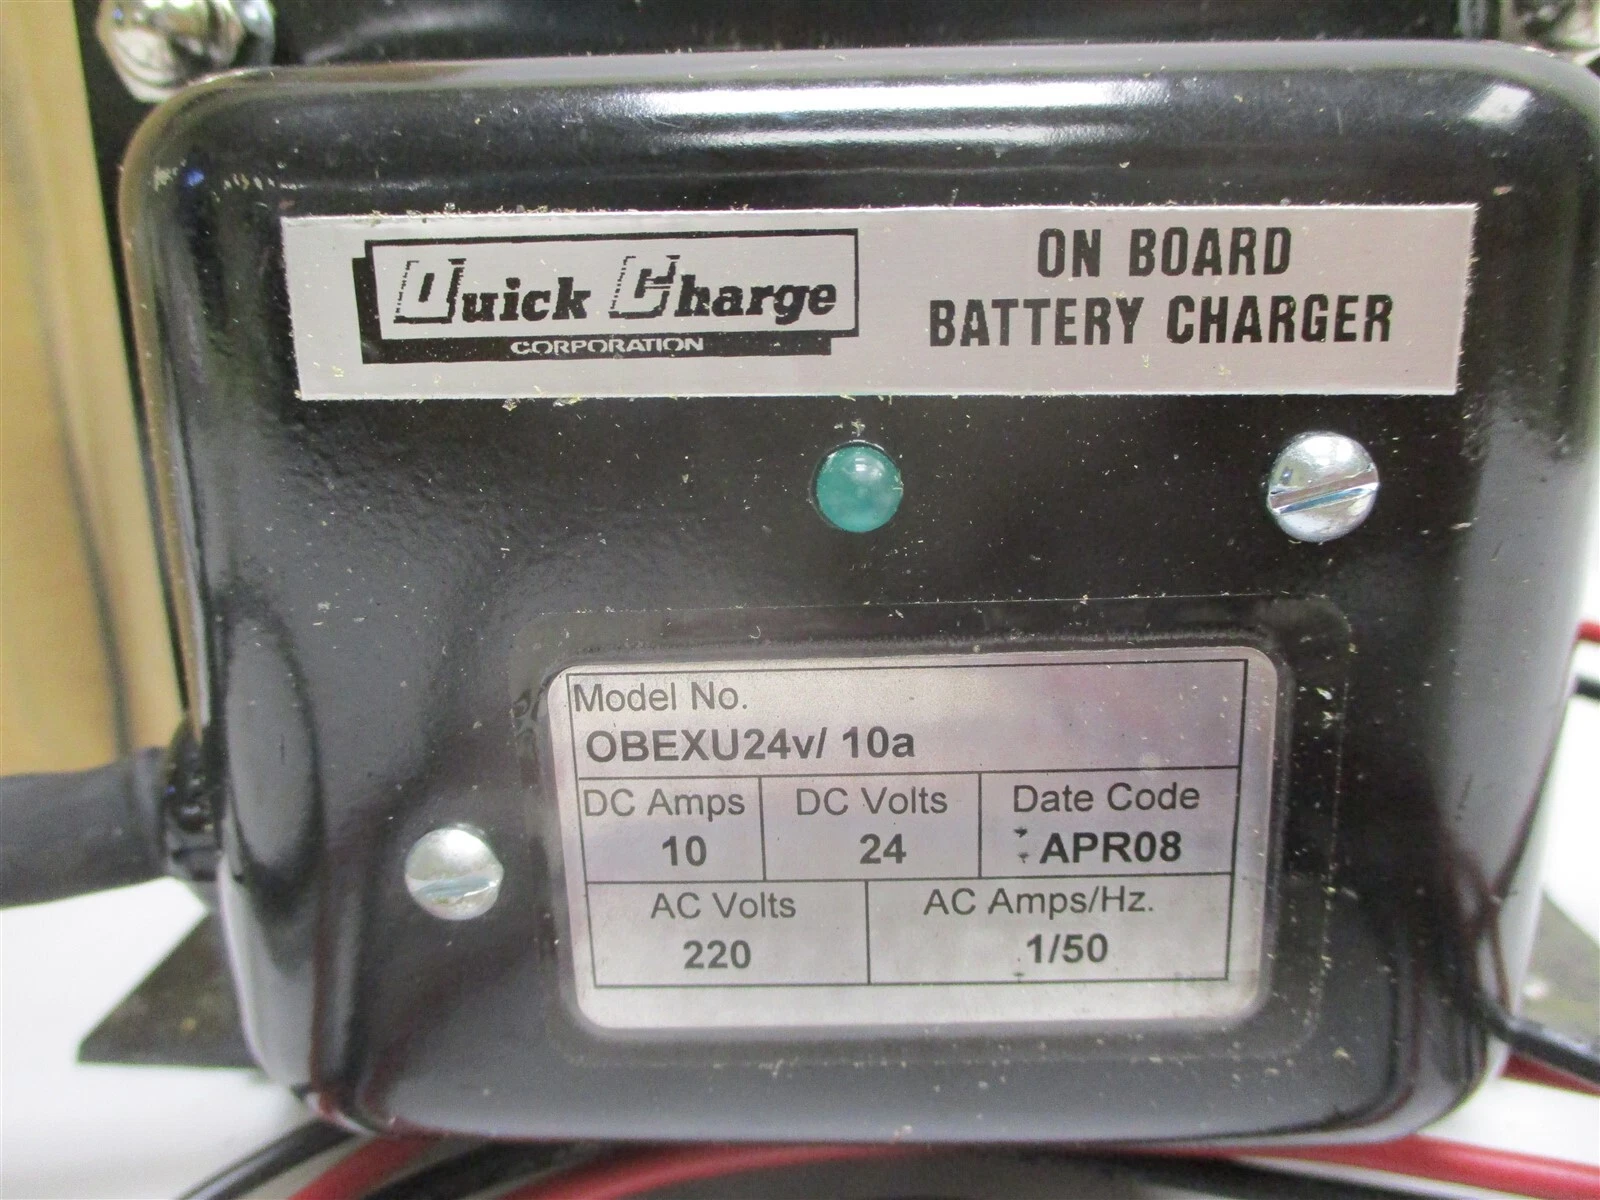 Quick Charge
CORPORATION
ON BOARD
BATTERY CHARGER
Model No.
OBEXU24v/ 10a
DC Amps
10
DC Volts
24
Date Code
APR08
AC Volts
220
AC Amps/Hz.
1/50